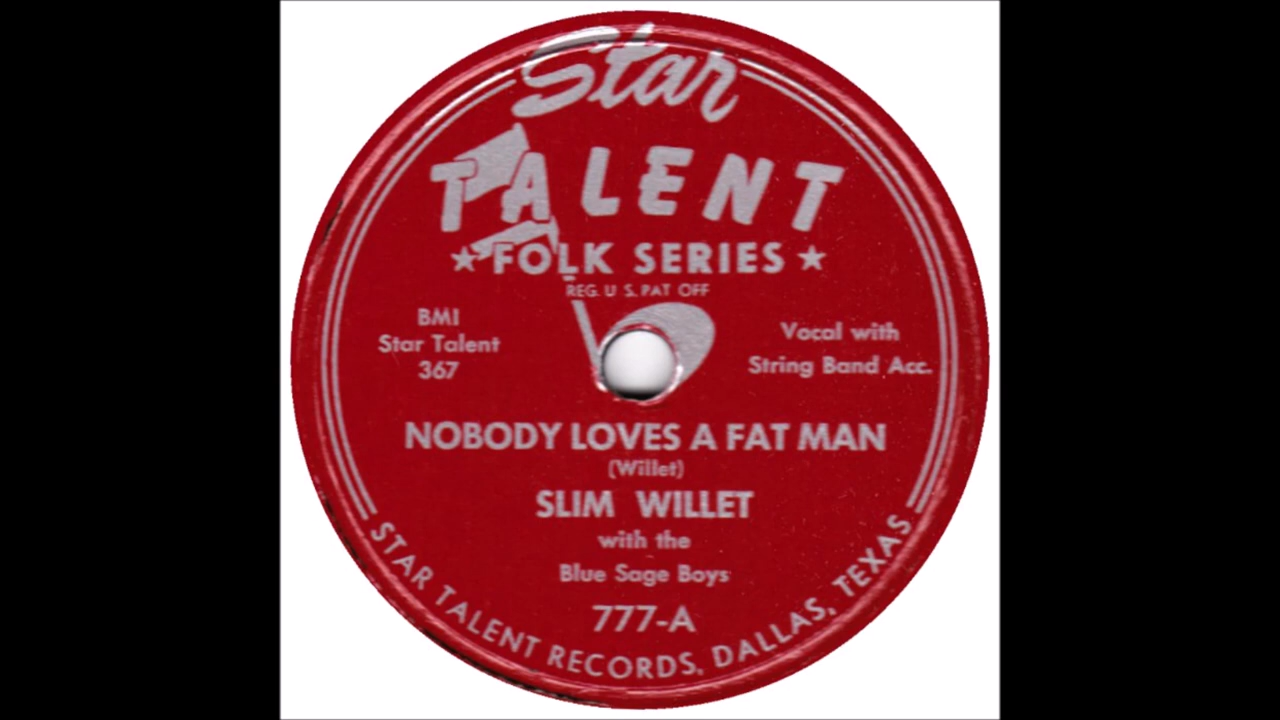 Star
TALENT
★ FOLK SERIES ★
REG. U S. PAT OFF
BMI
Star Talent
367
Vocal with
String Band Acc.
NOBODY LOVES A FAT MAN
(Willet)
SLIM WILLET
with the
Blue Sage Boys
777-A
STAR TALENT RECORDS, DALLAS, TEXAS